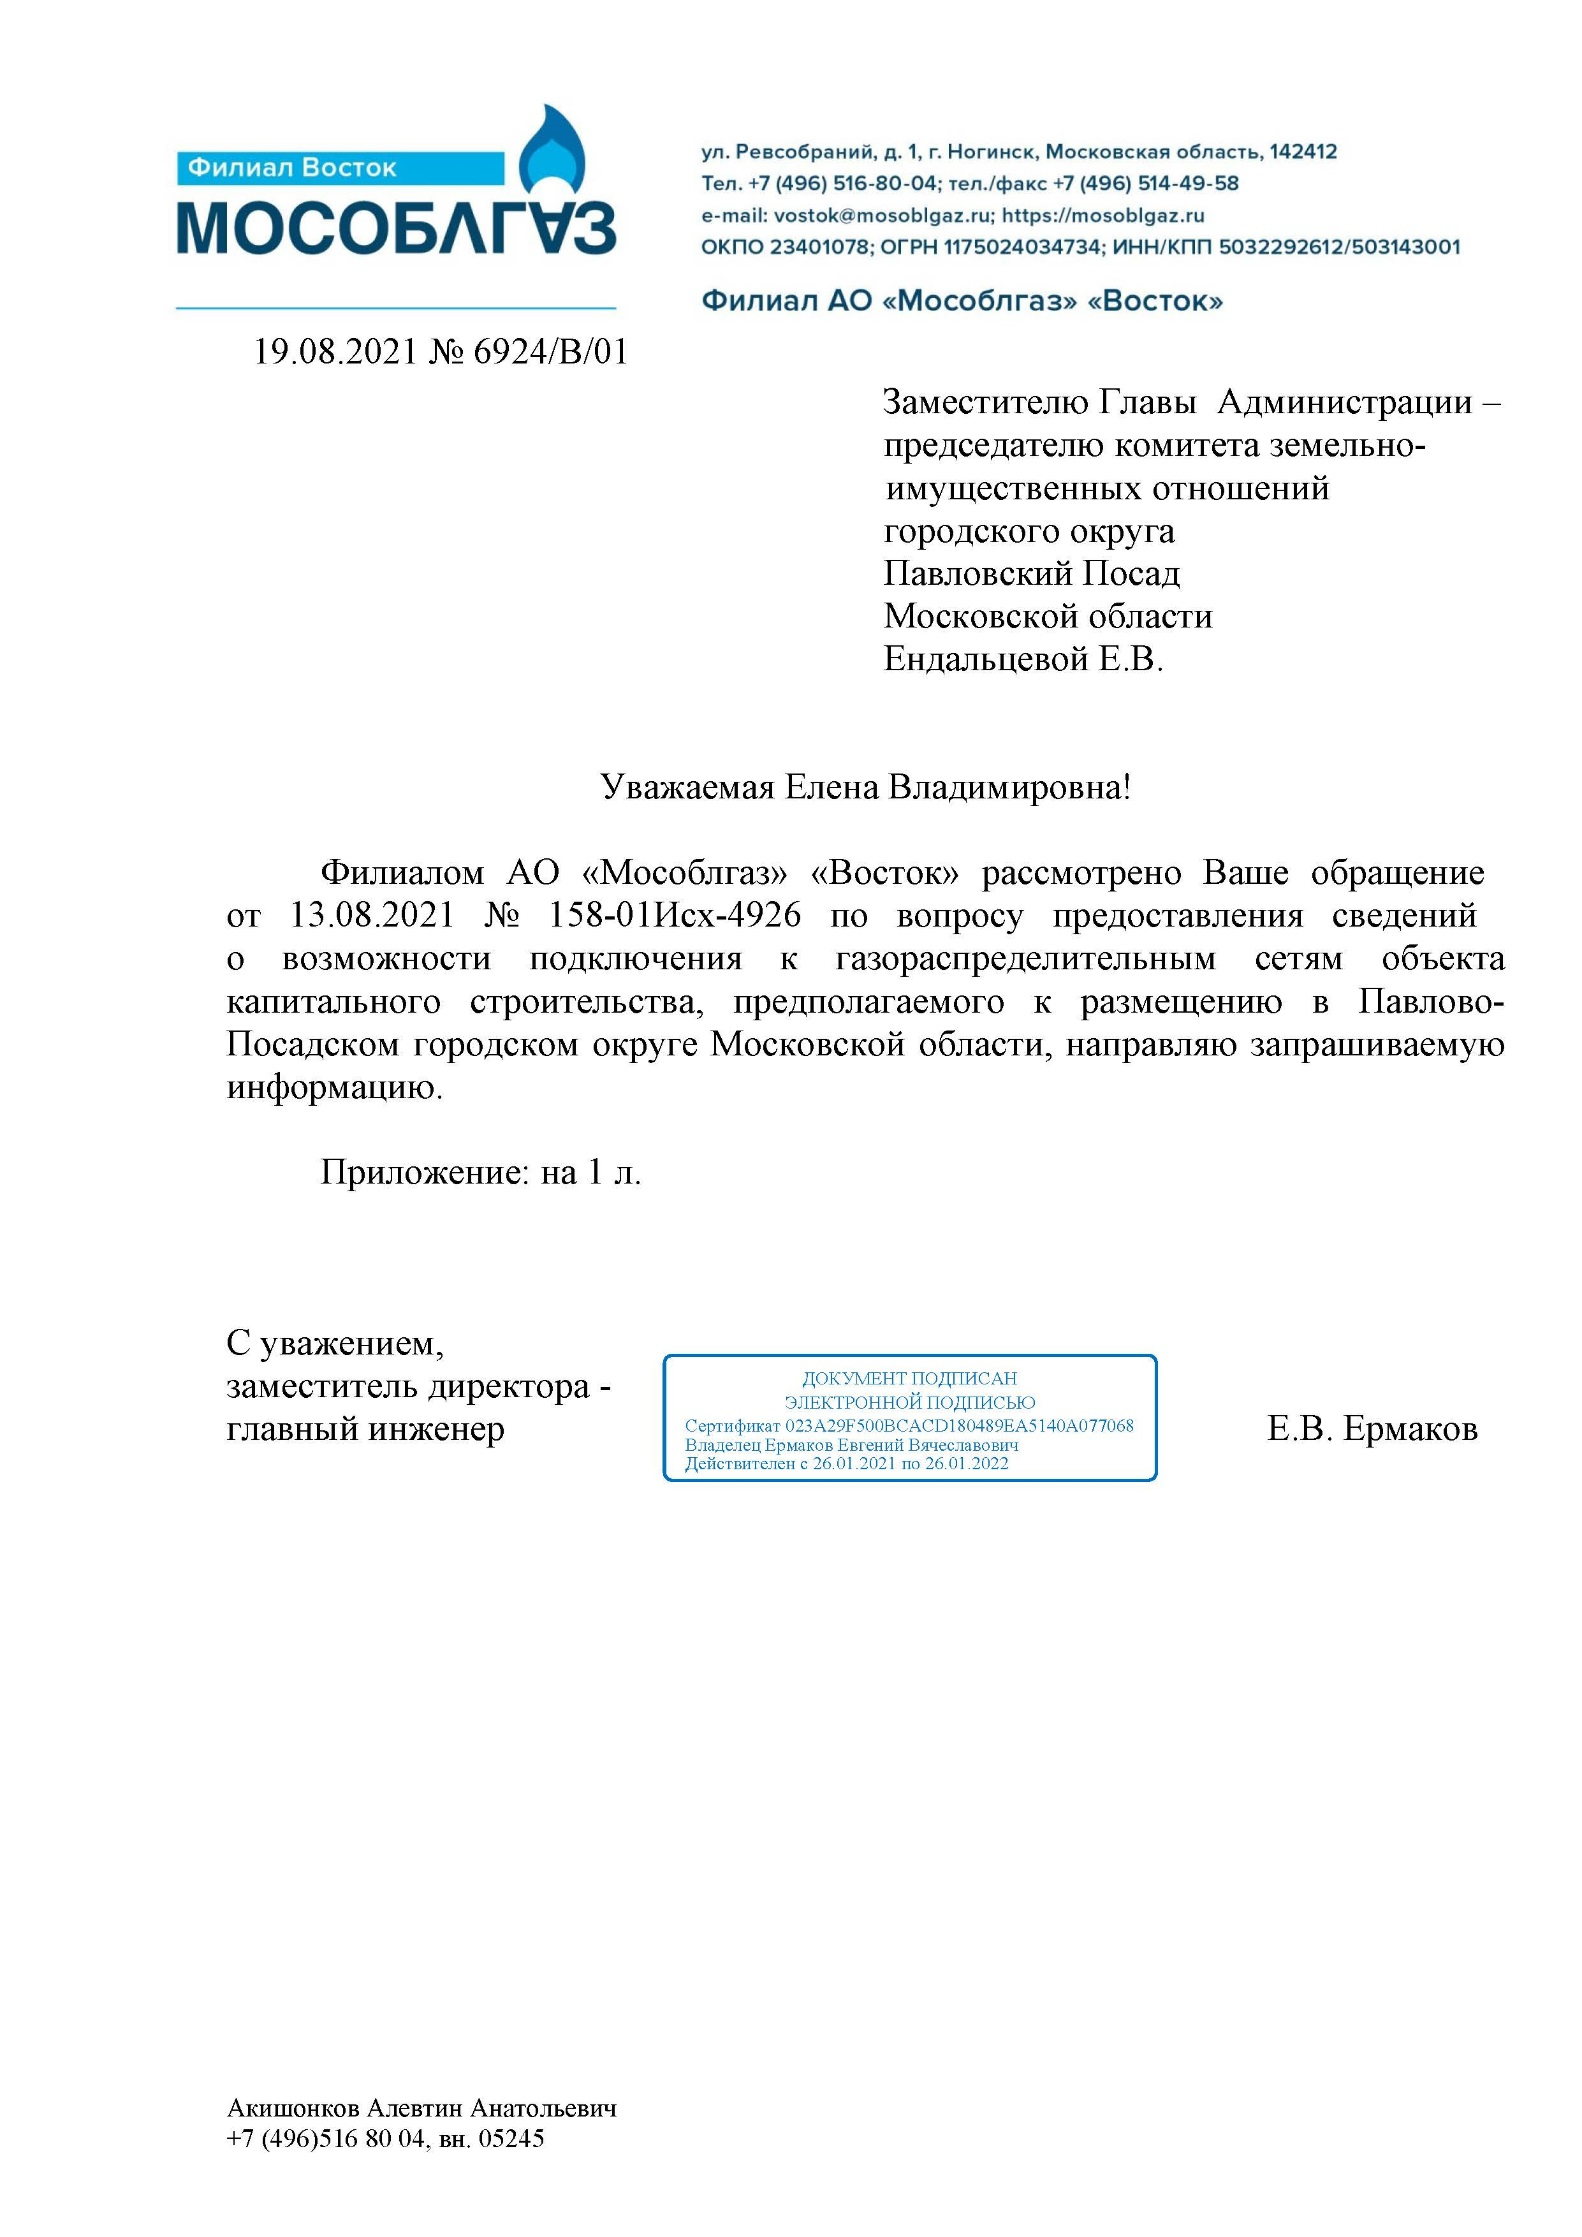 Филиал Восток
МОСОБЛГАЗ
ул. Ревсобраний, д. 1, г. Ногинск, Московская область, 142412
Тел. +7 (496) 516-80-04; тел./факс +7 (496) 514-49-58
e-mail: vostok@mosoblgaz.ru; https://mosoblgaz.ru
ОКПО 23401078; ОГРН 1175024034734; ИНН/КПП 5032292612/503143001
Филиал АО «Мособлгаз» «Восток»
19.08.2021 № 6924/В/01
Заместителю Главы Администрации –
председателю комитета земельно-
имущественных отношений
городского округа
Павловский Посад
Московской области
Ендальцевой Е.В.
Уважаемая Елена Владимировна!
Филиалом АО «Мособлгаз» «Восток» рассмотрено Ваше обращение
от 13.08.2021 № 158-01Исх-4926 по вопросу предоставления сведений
о возможности подключения к газораспределительным сетям объекта
капитального строительства, предполагаемого к размещению в Павлово-
Посадском городском округе Московской области, направляю запрашиваемую
информацию.
Приложение: на 1 л.
С уважением,
заместитель директора -
главный инженер
ДОКУМЕНТ ПОДПИСАН
ЭЛЕКТРОННОЙ ПОДПИСЬЮ
Сертификат 023A29F500BCACD180489EA5140A077068
Владелец Ермаков Евгений Вячеславович
Действителен с 26.01.2021 по 26.01.2022
Е.В. Ермаков
Акишонков Алевтин Анатольевич
+7 (496)516 80 04, вн. 05245